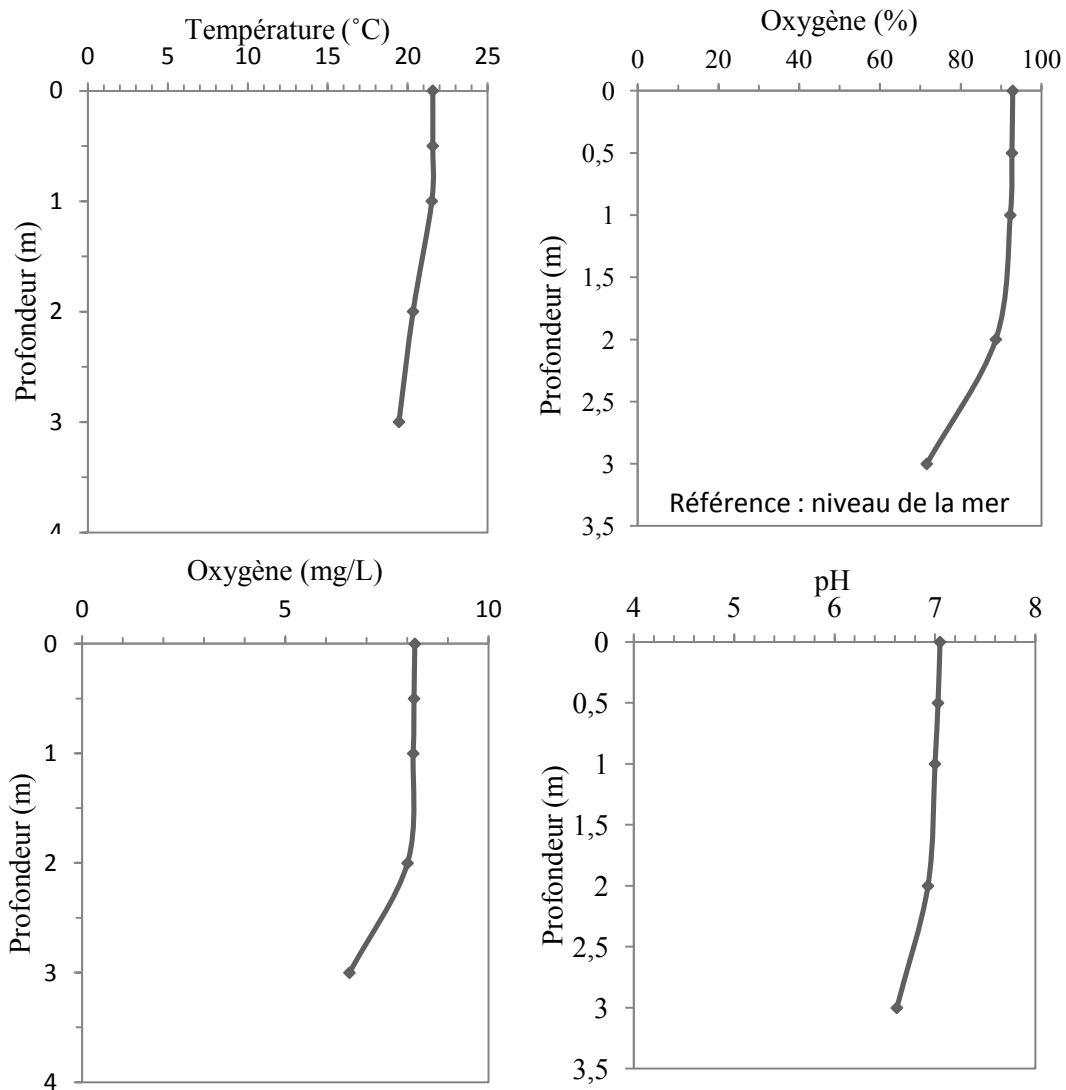 Température (˚C)
0 5 10 15 20 25
0
1
2
3
4
Profondeur (m)
Oxygène (%)
0 20 40 60 80 100
0
0,5
1
1,5
2
2,5
3
3,5
Profondeur (m)
Référence : niveau de la mer
Oxygène (mg/L)
0 5 10
0
1
2
3
4
Profondeur (m)
pH
4 5 6 7 8
0
0,5
1
1,5
2
2,5
3
3,5
Profondeur (m)